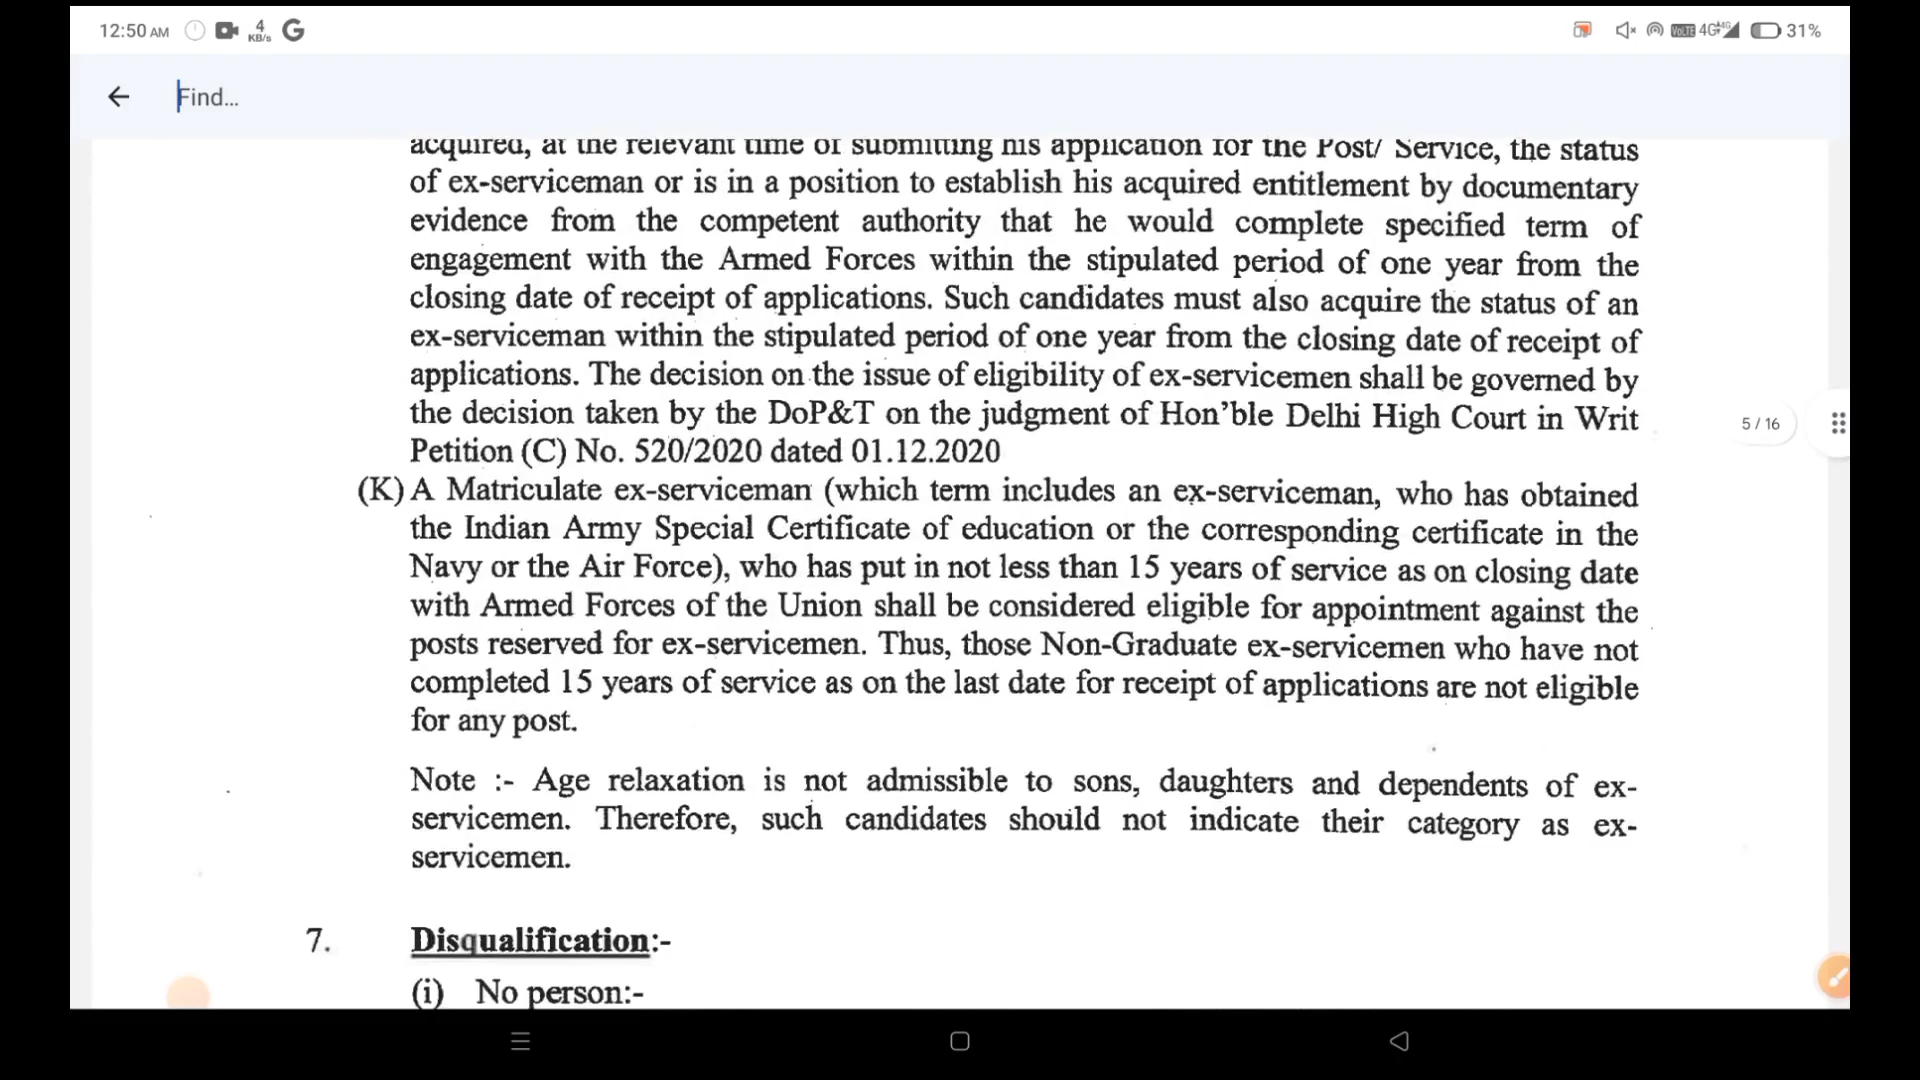 12:50 AM 4 KB/s G VoLTE 4G 4G 31%
Find...
acquired, at the relevant time of submitting his application for the Post/ Service, the status
of ex-serviceman or is in a position to establish his acquired entitlement by documentary
evidence from the competent authority that he would complete specified term of
engagement with the Armed Forces within the stipulated period of one year from the
closing date of receipt of applications. Such candidates must also acquire the status of an
ex-serviceman within the stipulated period of one year from the closing date of receipt of
applications. The decision on the issue of eligibility of ex-servicemen shall be governed by
the decision taken by the DoP&T on the judgment of Hon'ble Delhi High Court in Writ
Petition (C) No. 520/2020 dated 01.12.2020
5 / 16
(K) A Matriculate ex-serviceman (which term includes an ex-serviceman, who has obtained
the Indian Army Special Certificate of education or the corresponding certificate in the
Navy or the Air Force), who has put in not less than 15 years of service as on closing date
with Armed Forces of the Union shall be considered eligible for appointment against the
posts reserved for ex-servicemen. Thus, those Non-Graduate ex-servicemen who have not
completed 15 years of service as on the last date for receipt of applications are not eligible
for any post.
Note :- Age relaxation is not admissible to sons, daughters and dependents of ex-
servicemen. Therefore, such candidates should not indicate their category as ex-
servicemen.
7. Disqualification:-
(i) No person:-